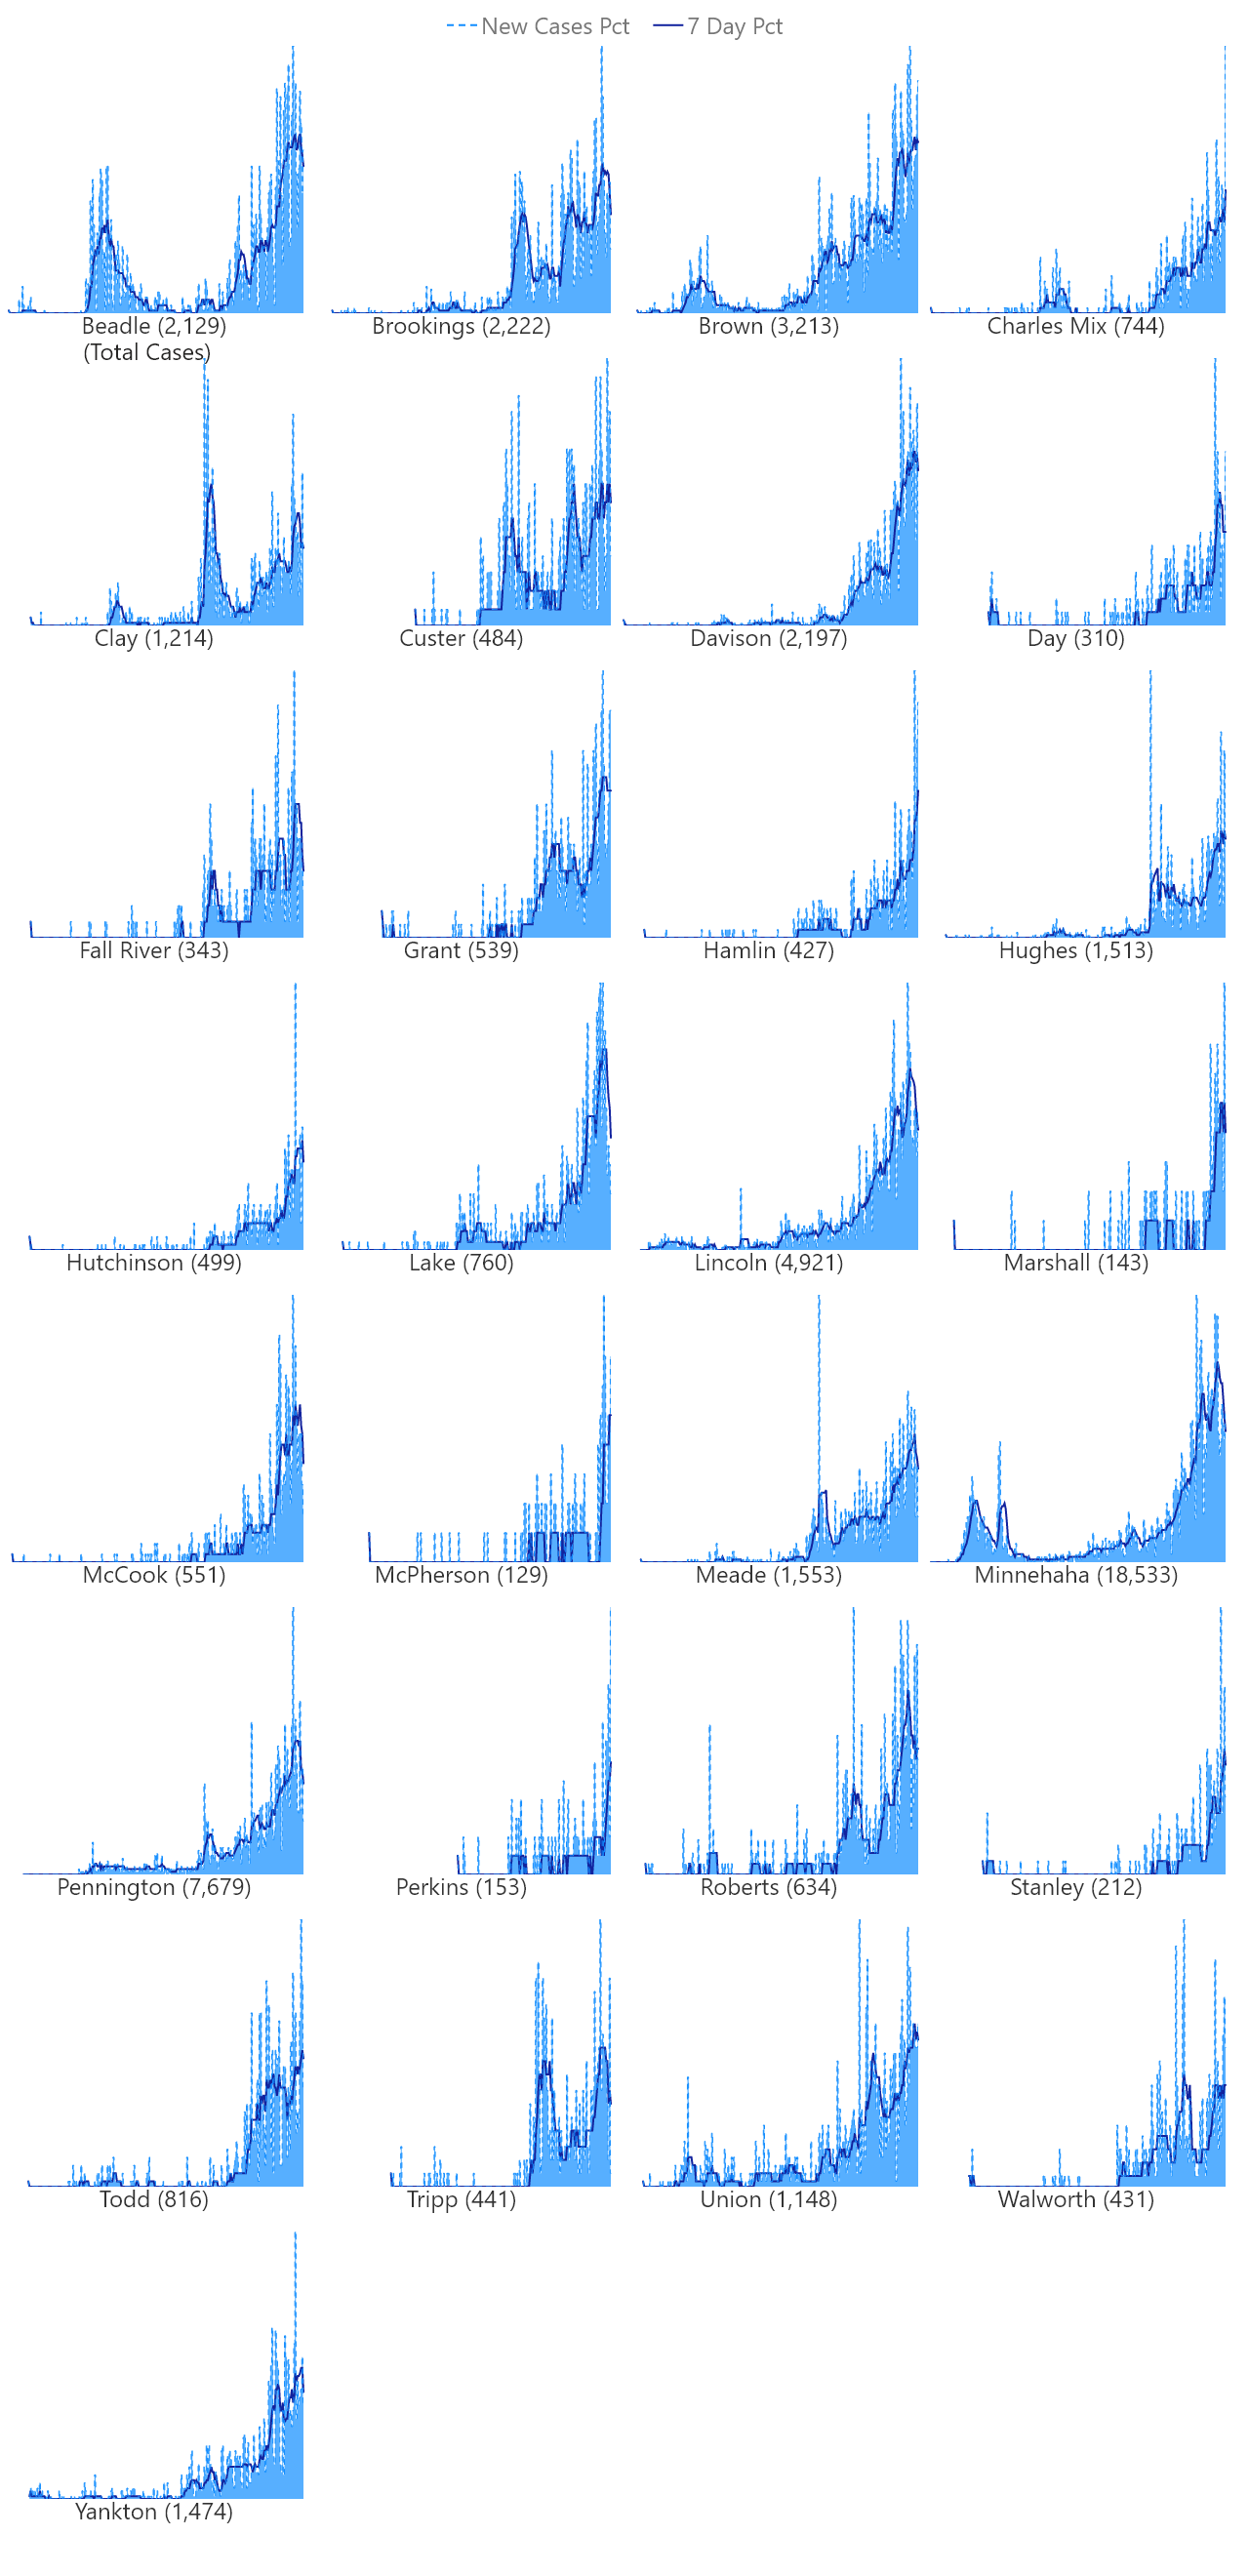 New Cases Pct 7 Day Pct
Beadle (2,129) Brookings (2,222) Brown (3,213) Charles Mix (744)
(Total Cases)
Clay (1,214) Custer (484) Davison (2,197) Day (310)
Fall River (343) Grant (539) Hamlin (427) Hughes (1,513)
Hutchinson (499) Lake (760) Lincoln (4,921) Marshall (143)
McCook (551) McPherson (129) Meade (1,553) Minnehaha (18,533)
Pennington (7,679) Perkins (153) Roberts (634) Stanley (212)
Todd (816) Tripp (441) Union (1,148) Walworth (431)
Yankton (1,474)